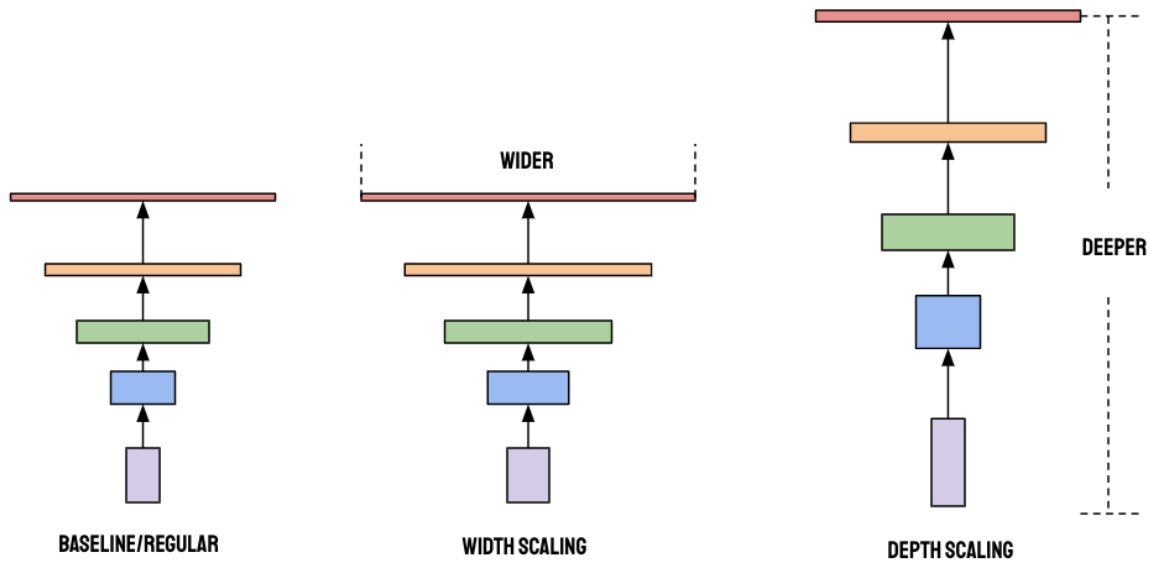 WIDER
DEEPER
BASELINE/REGULAR
WIDTH SCALING
DEPTH SCALING